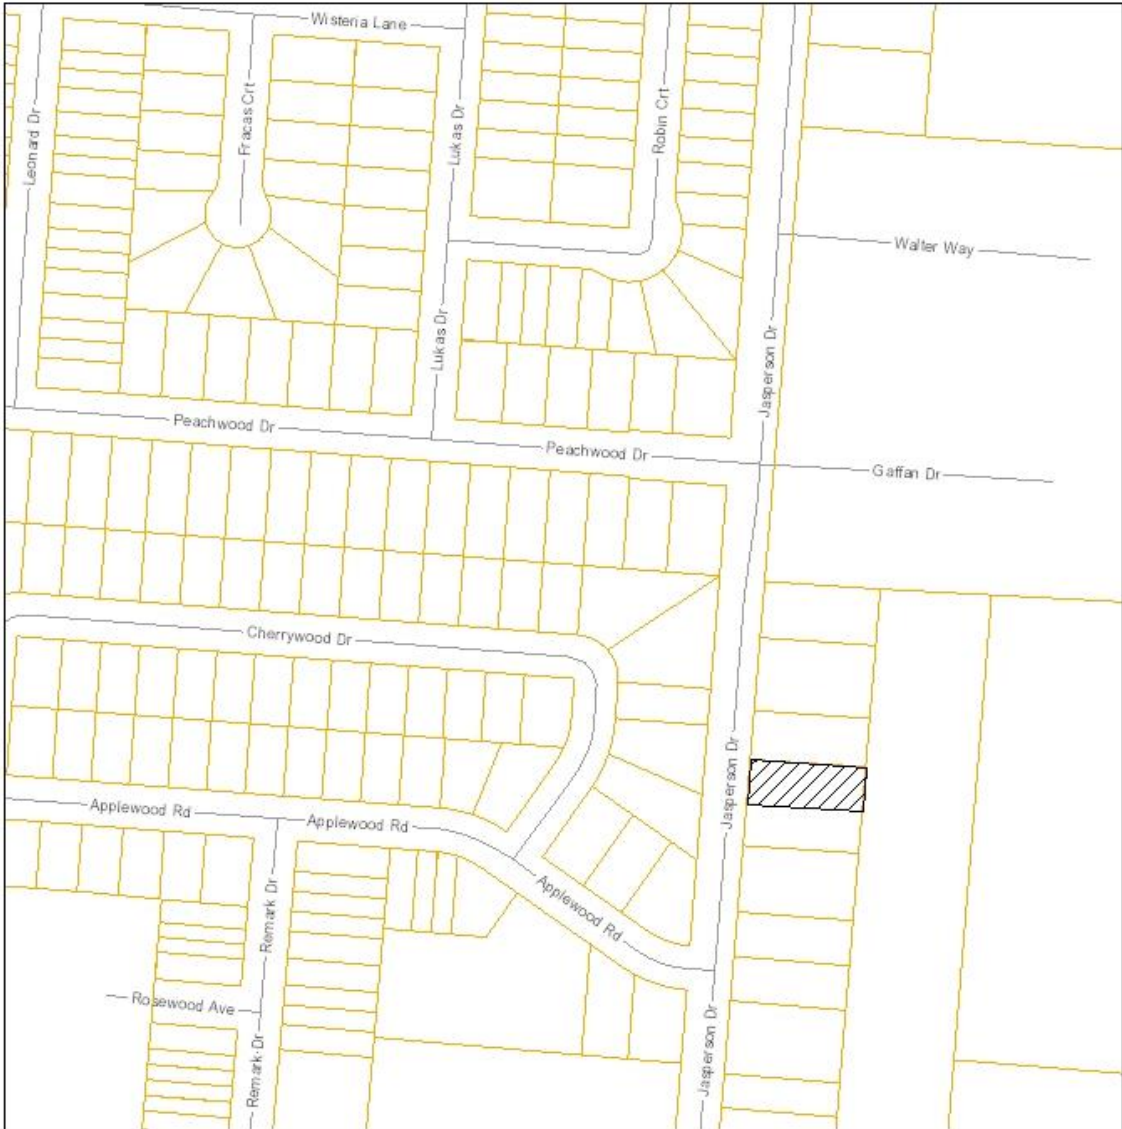 Wisteria Lane
Leonard Dr
Fracas Crt
Lukas Dr
Robin Crt
Walter Way
Lukas Dr
Jasperson Dr
Peachwood Dr
Peachwood Dr
Gaffan Dr
Cherrywood Dr
Jasperson Dr
Applewood Rd
Applewood Rd
Applewood Rd
Remark Dr
Rosewood Ave
Remark Dr
Jasperson Dr